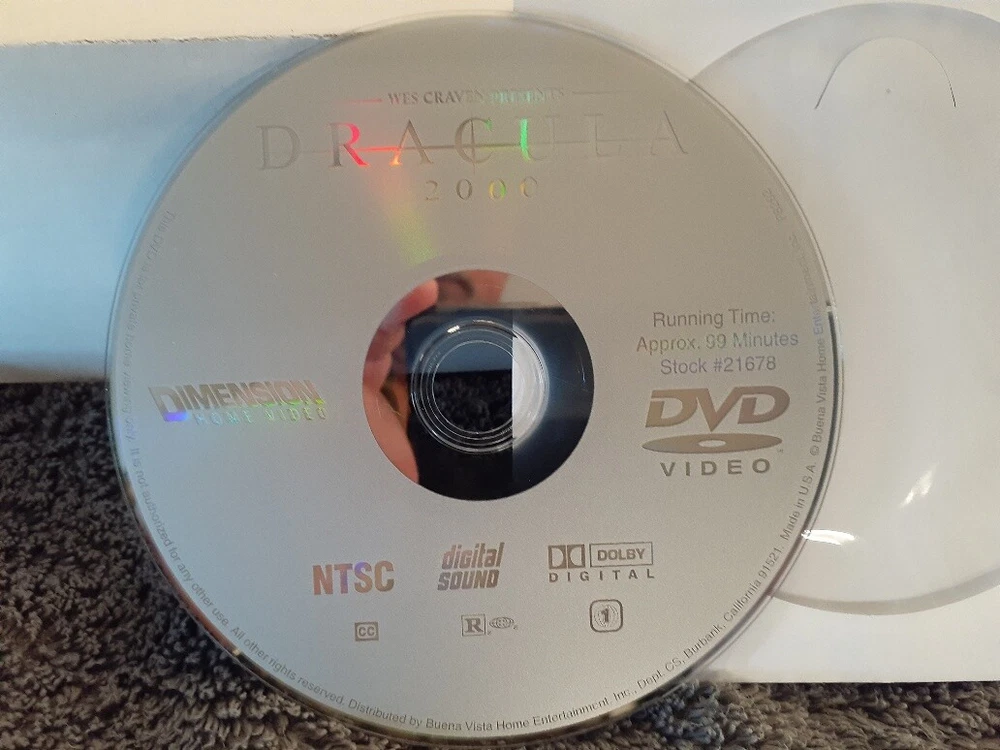 WES CRAVEN PRESENTS
DRACULA
2000
Running Time:
Approx. 99 Minutes
Stock #21678
DVD
VIDEO
DIMENSION
HOME VIDEO
NTSC
digital
SOUND
DOLBY
DIGITAL
CC
R
1
It is not authorized for any other use. All other rights reserved. Distributed by Buena Vista Home Entertainment, Inc., Dept. CS, Burbank, California 91521. Made in U.S.A. © Buena Vista Home